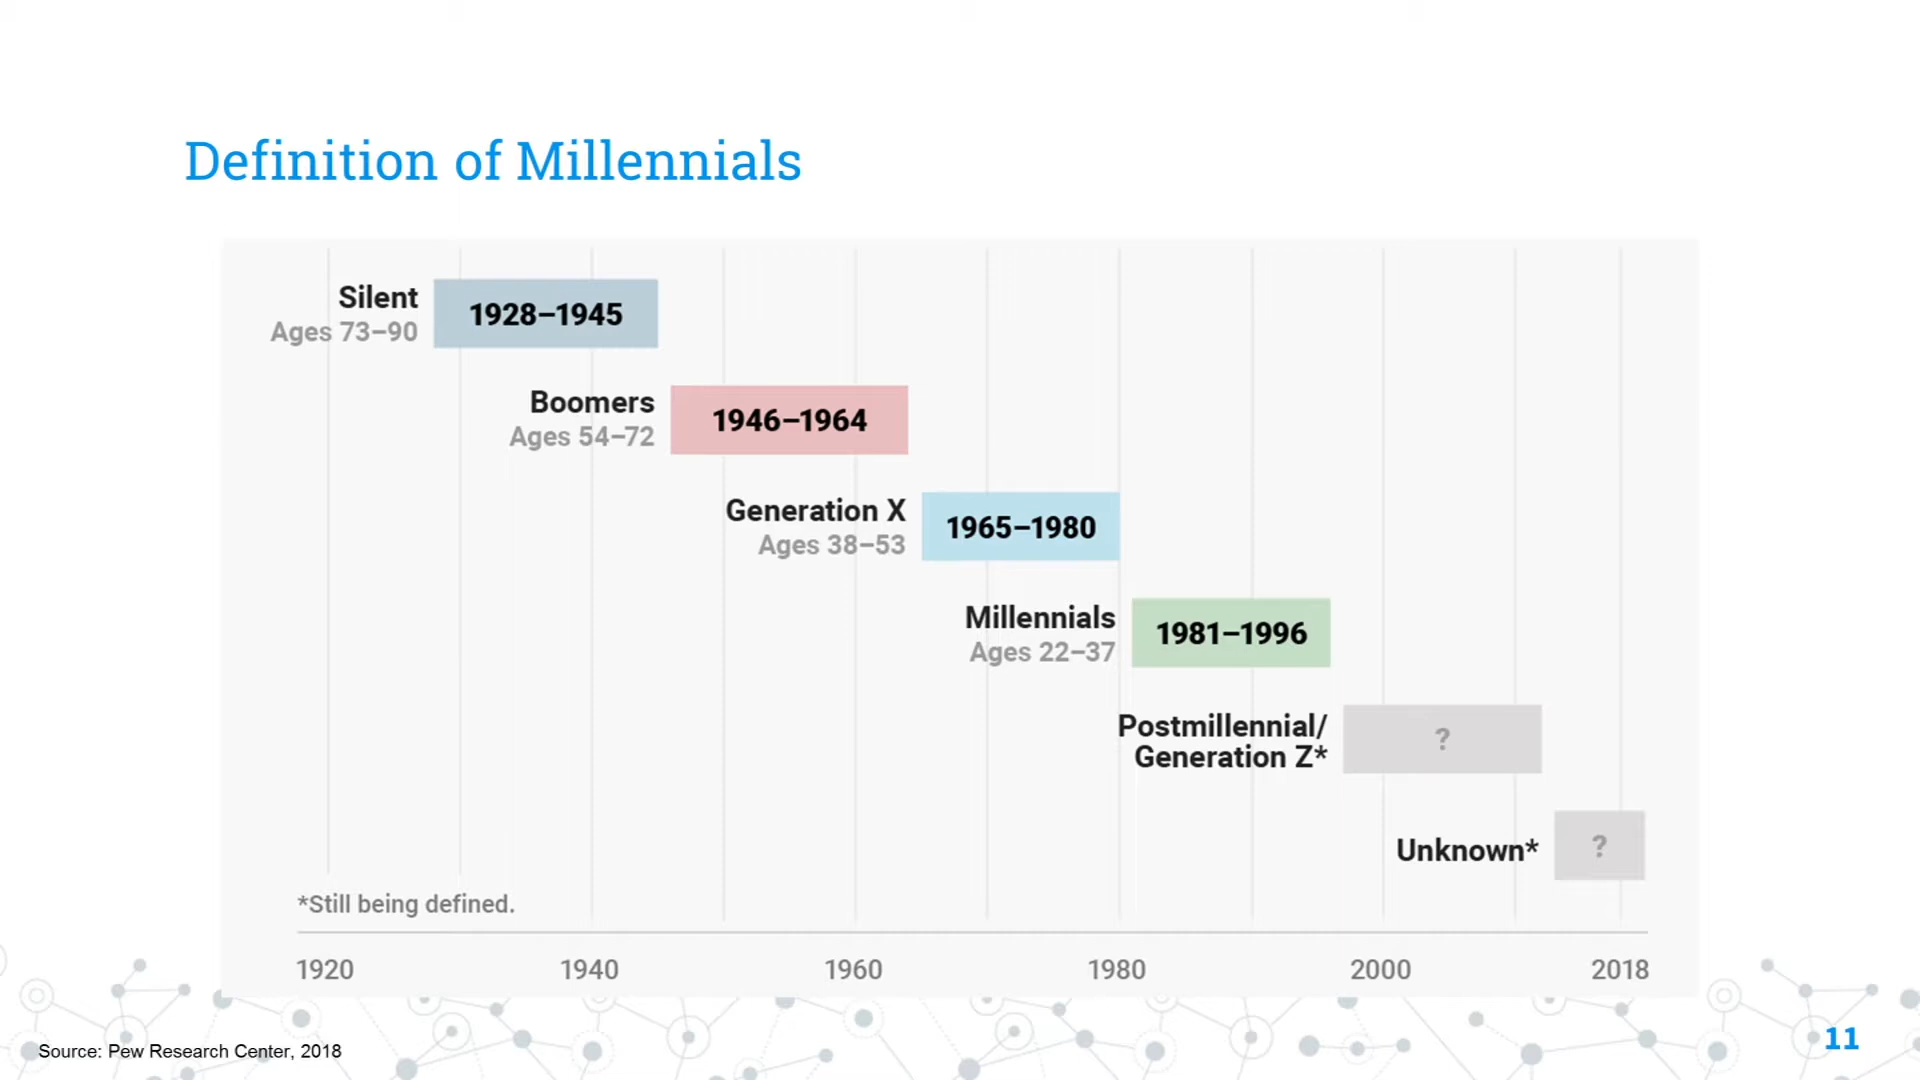 Definition of Millennials
Silent
Ages 73–90
1928–1945
Boomers
Ages 54–72
1946–1964
Generation X
Ages 38–53
1965–1980
Millennials
Ages 22–37
1981–1996
Postmillennial/
Generation Z*
?
Unknown*
?
*Still being defined.
1920 1940 1960 1980 2000 2018
Source: Pew Research Center, 2018
11